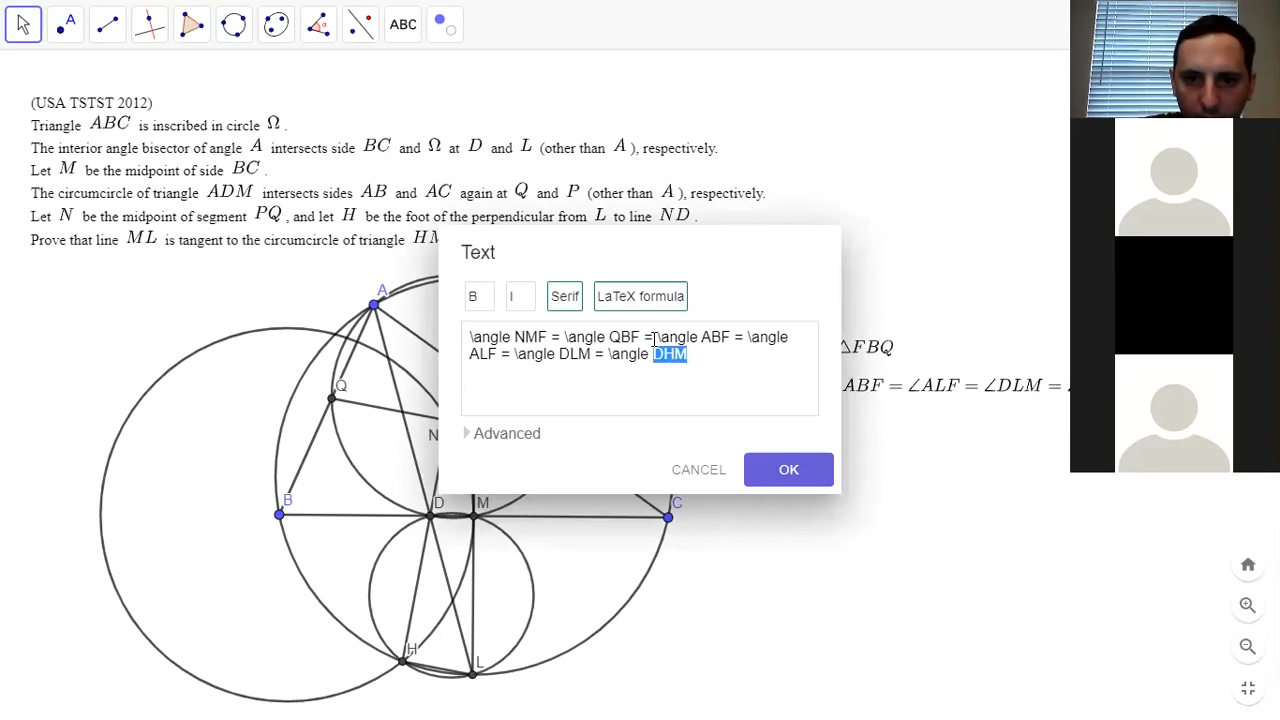 ABC
(USA TSTST 2012)
Triangle ABC is inscribed in circle Ω .
The interior angle bisector of angle A intersects side BC and Ω at D and L (other than A ), respectively.
Let M be the midpoint of side BC .
The circumcircle of triangle ADM intersects sides AB and AC again at Q and P (other than A ), respectively.
Let N be the midpoint of segment PQ , and let H be the foot of the perpendicular from L to line ND .
Prove that line ML is tangent to the circumcircle of triangle HM
Text
B
I
Serif
LaTeX formula
\angle NMF = \angle QBF = \angle ABF = \angle
ALF = \angle DLM = \angle DHM
Advanced
CANCEL
OK
△FBQ
ABF = ∠ALF = ∠DLM = ∠
A
Q
N
B
D
M
C
H
L